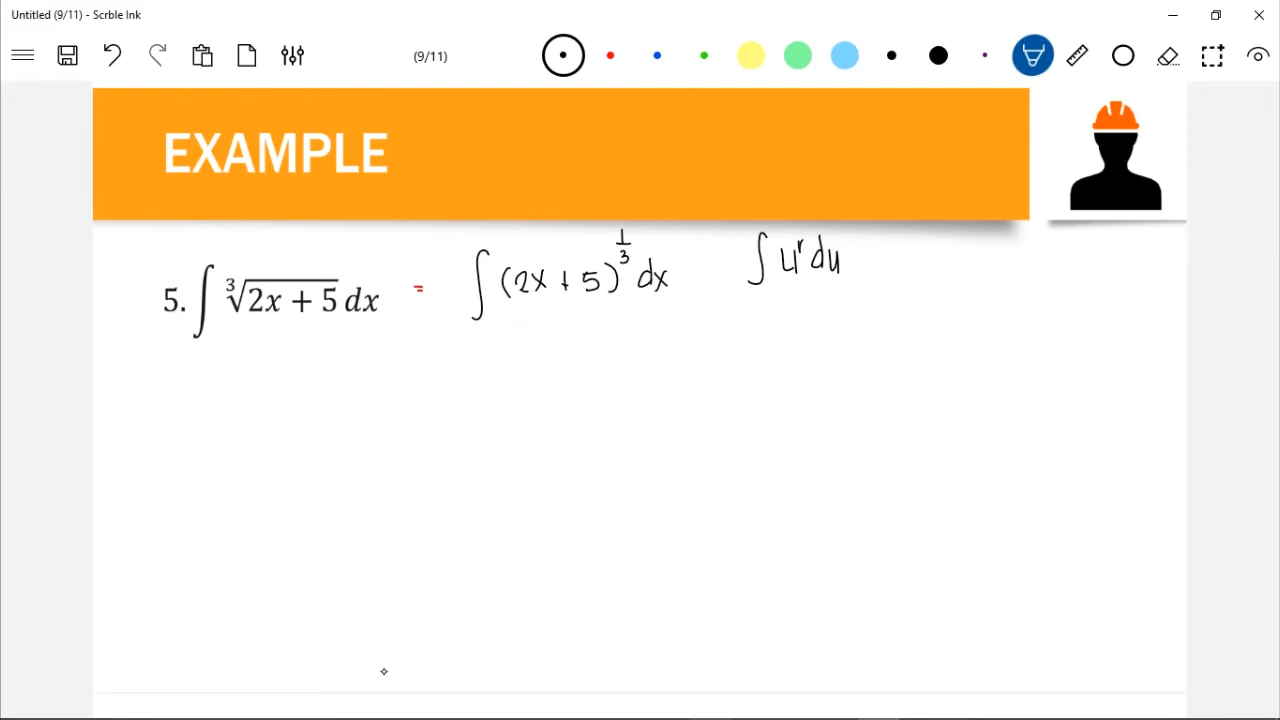 Untitled (9/11) - Scrble Ink
(9/11)
EXAMPLE
5. ∫ ∛(2x + 5) dx = ∫ (2x + 5)^(1/3) dx ∫ u^r du